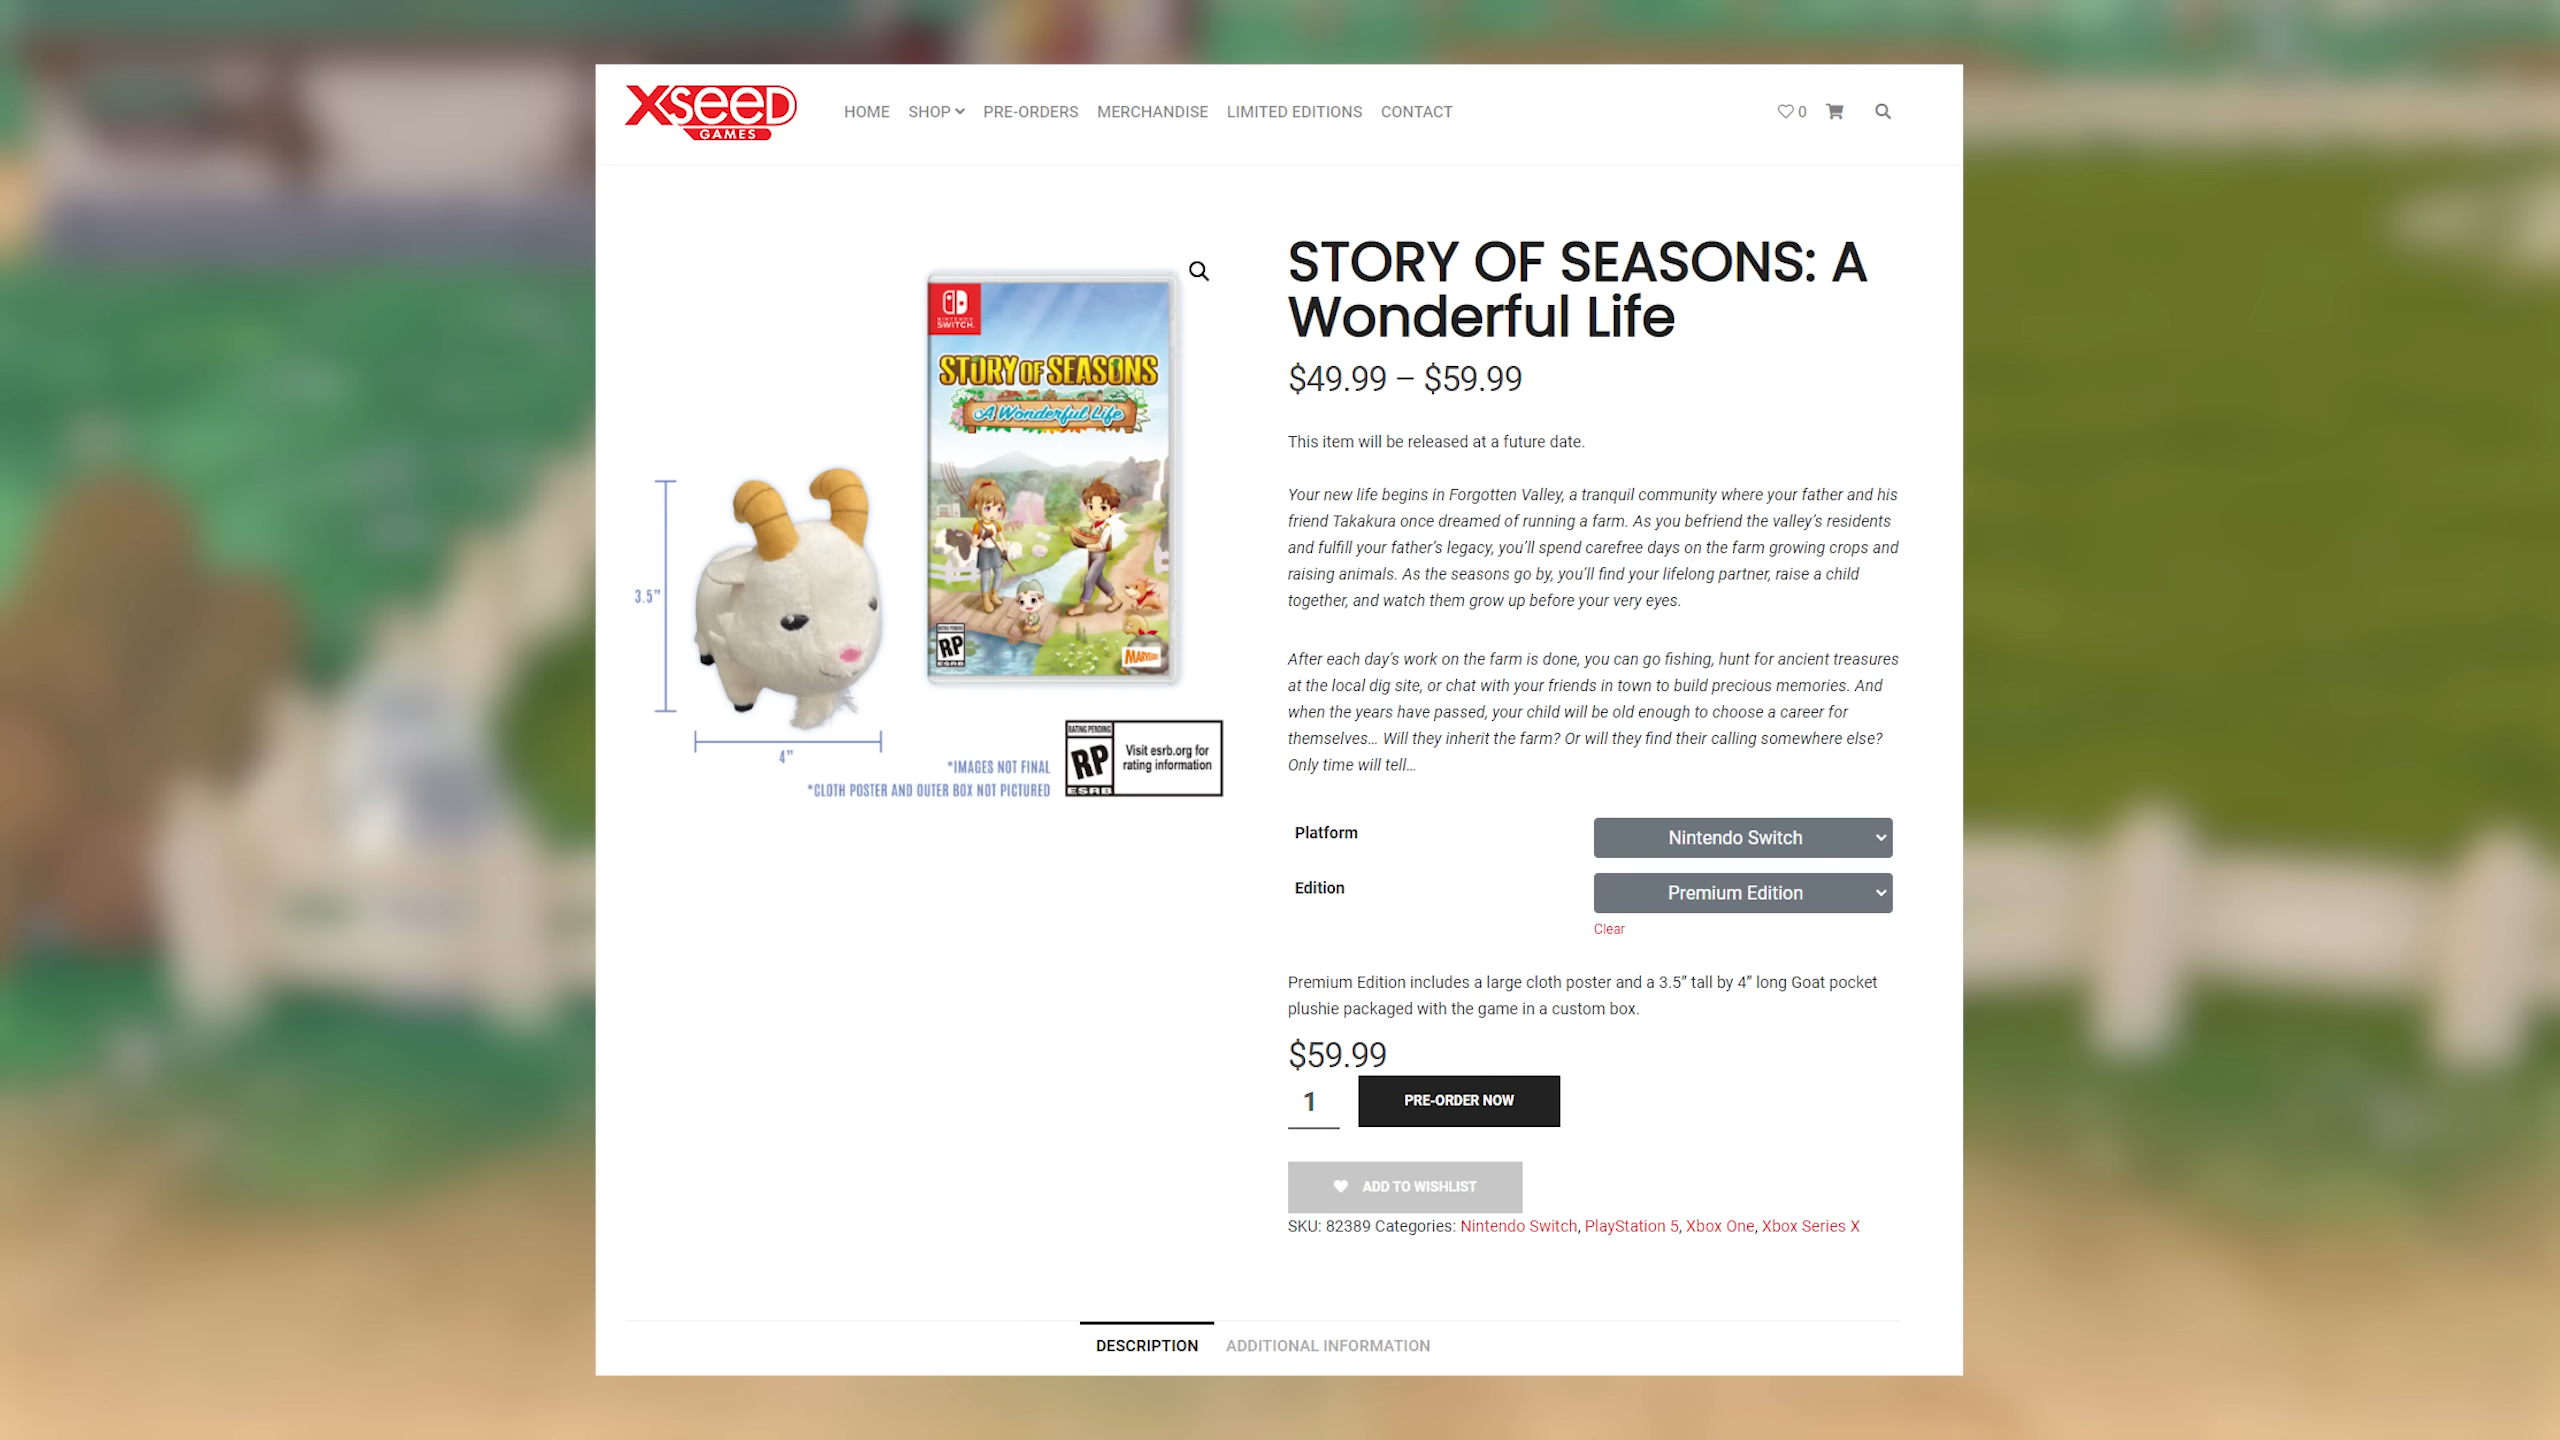 XSEED
GAMES
HOME SHOP PRE-ORDERS MERCHANDISE LIMITED EDITIONS CONTACT
0
NINTENDO
SWITCH
STORY OF SEASONS
A Wonderful Life
RATING PENDING
RP
ESRB
MARVELOUS
3.5"
4"
*IMAGES NOT FINAL
*CLOTH POSTER AND OUTER BOX NOT PICTURED
RATING PENDING
RP
ESRB
Visit esrb.org for
rating information
STORY OF SEASONS: A
Wonderful Life
$49.99 – $59.99
This item will be released at a future date.
Your new life begins in Forgotten Valley, a tranquil community where your father and his
friend Takakura once dreamed of running a farm. As you befriend the valley’s residents
and fulfill your father’s legacy, you’ll spend carefree days on the farm growing crops and
raising animals. As the seasons go by, you’ll find your lifelong partner, raise a child
together, and watch them grow up before your very eyes.
After each day’s work on the farm is done, you can go fishing, hunt for ancient treasures
at the local dig site, or chat with your friends in town to build precious memories. And
when the years have passed, your child will be old enough to choose a career for
themselves… Will they inherit the farm? Or will they find their calling somewhere else?
Only time will tell…
Platform Nintendo Switch
Edition Premium Edition
Clear
Premium Edition includes a large cloth poster and a 3.5” tall by 4” long Goat pocket
plushie packaged with the game in a custom box.
$59.99
1 PRE-ORDER NOW
ADD TO WISHLIST
SKU: 82389 Categories: Nintendo Switch, PlayStation 5, Xbox One, Xbox Series X
DESCRIPTION ADDITIONAL INFORMATION